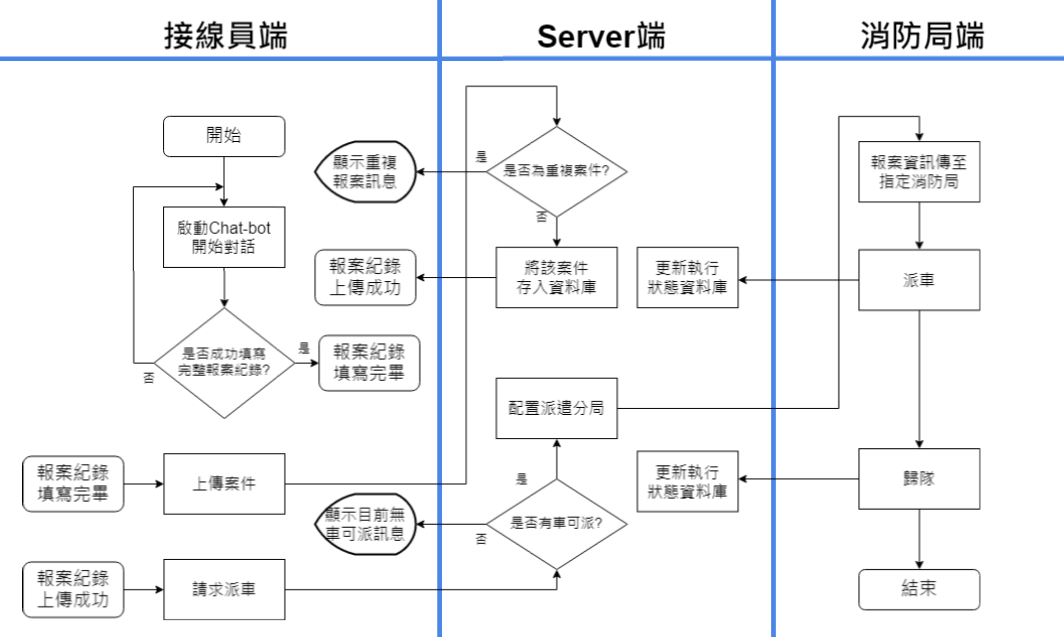 接線員端
Server端
消防局端
開始
啟動Chat-bot
開始對話
是否成功填寫
完整報案紀錄?
否
是
報案紀錄
填寫完畢
顯示重複
報案訊息
報案紀錄
上傳成功
報案紀錄
填寫完畢
上傳案件
顯示目前無
車可派訊息
報案紀錄
上傳成功
請求派車
是
是否為重複案件?
否
將該案件
存入資料庫
更新執行
狀態資料庫
配置派遣分局
是
是否有車可派?
否
更新執行
狀態資料庫
報案資訊傳至
指定消防局
派車
歸隊
結束